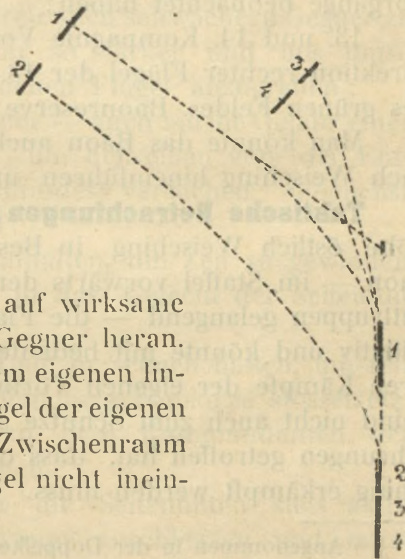 1
2
3
4
auf wirksame
Gegner heran.
m eigenen lin-
1
gel der eigenen
Zwischenraum
gel nicht inein-
2
3
4